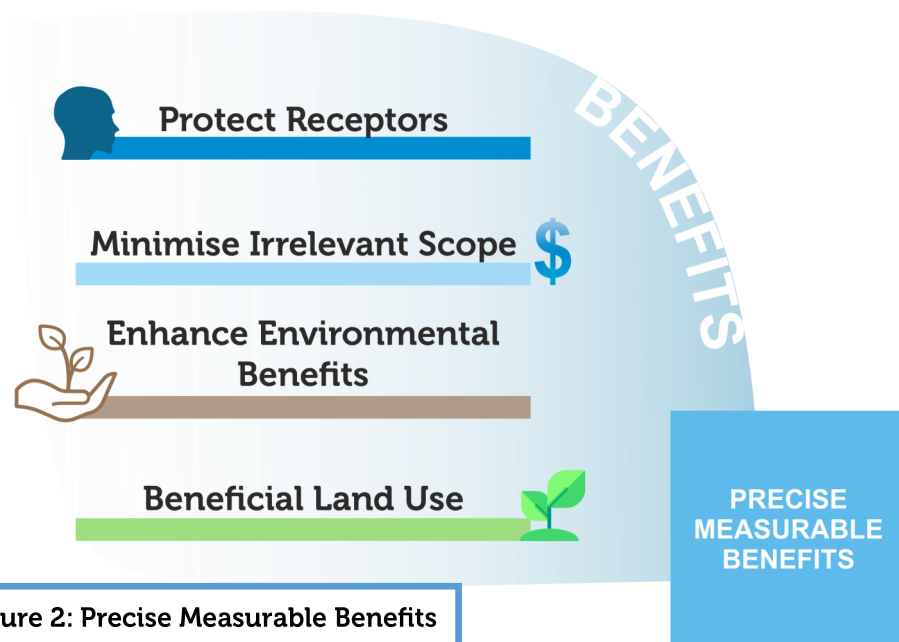 Protect Receptors
BENEFITS
Minimise Irrelevant Scope
$
Enhance Environmental
Benefits
Beneficial Land Use
PRECISE
MEASURABLE
BENEFITS
ure 2: Precise Measurable Benefits